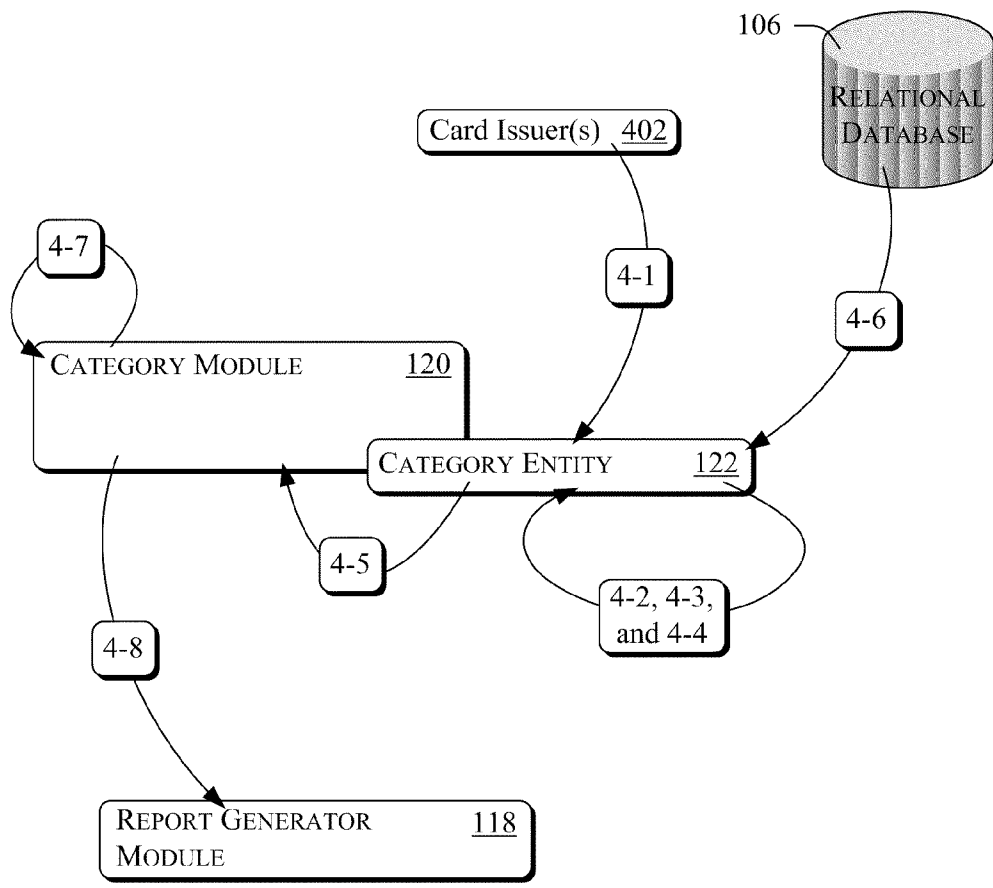 106
RELATIONAL
DATABASE
Card Issuer(s) 402
4-7
4-1
4-6
CATEGORY MODULE 120
CATEGORY ENTITY 122
4-5
4-2, 4-3,
and 4-4
4-8
REPORT GENERATOR 118
MODULE